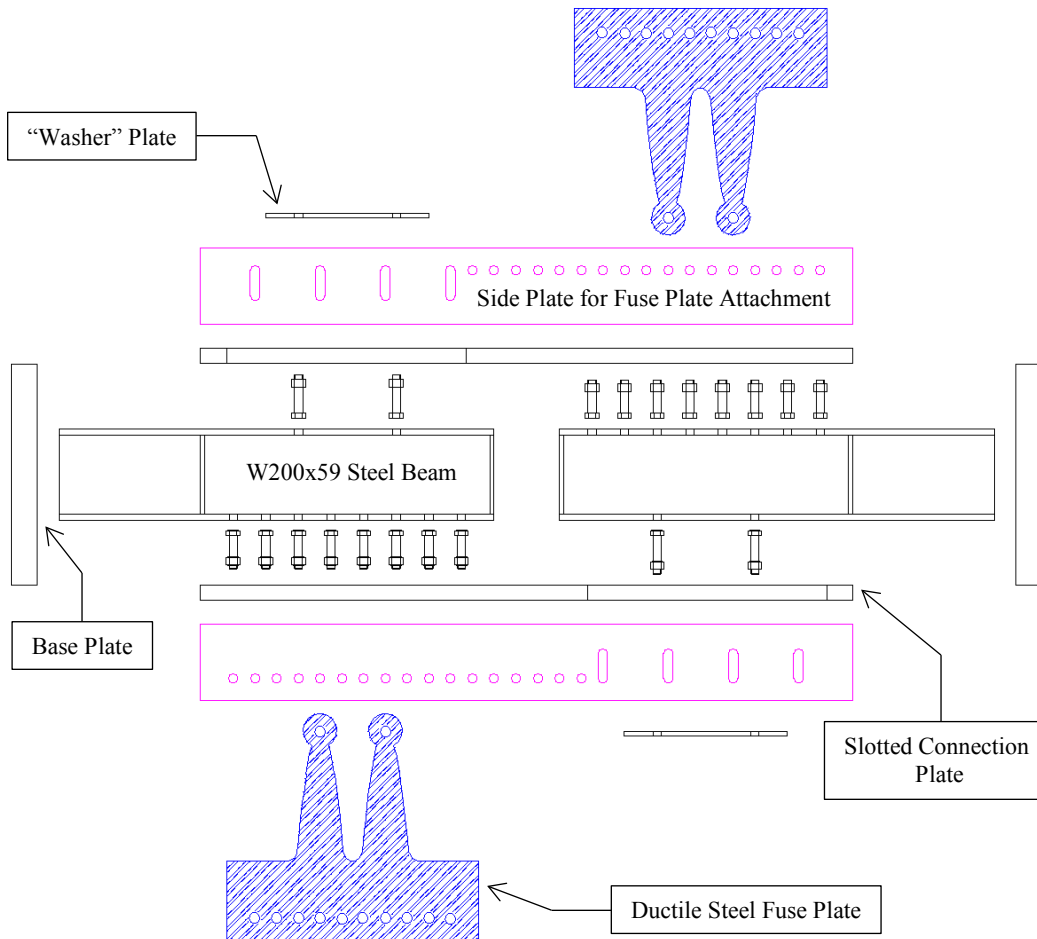 “Washer” Plate
Side Plate for Fuse Plate Attachment
W200x59 Steel Beam
Base Plate
Slotted Connection
Plate
Ductile Steel Fuse Plate